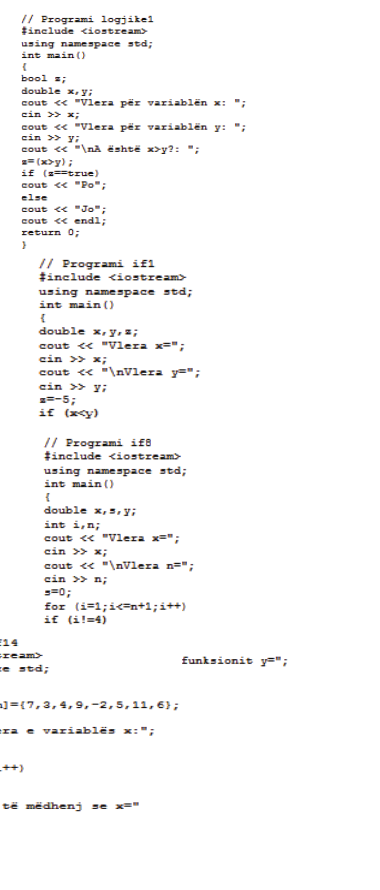 // Programi logjike1
#include <iostream>
using namespace std;
int main()
{
bool z;
double x,y;
cout << "Vlera për variablën x: ";
cin >> x;
cout << "Vlera për variablën y: ";
cin >> y;
cout << "\nA është x>y?: ";
z=(x>y);
if (z==true)
cout << "Po";
else
cout << "Jo";
cout << endl;
return 0;
}
// Programi if1
#include <iostream>
using namespace std;
int main()
{
double x,y,z;
cout << "Vlera x=";
cin >> x;
cout << "\nVlera y=";
cin >> y;
z=-5;
if (x<y)
// Programi if8
#include <iostream>
using namespace std;
int main()
{
double x,s,y;
int i,n;
cout << "Vlera x=";
cin >> x;
cout << "\nVlera n=";
cin >> n;
s=0;
for (i=1;i<=n+1;i++)
if (i!=4)
f14
tream>
ce std;
funksionit y=";
]={7,3,4,9,-2,5,11,6};
era e variablës x:";
++)
të mëdhenj se x="